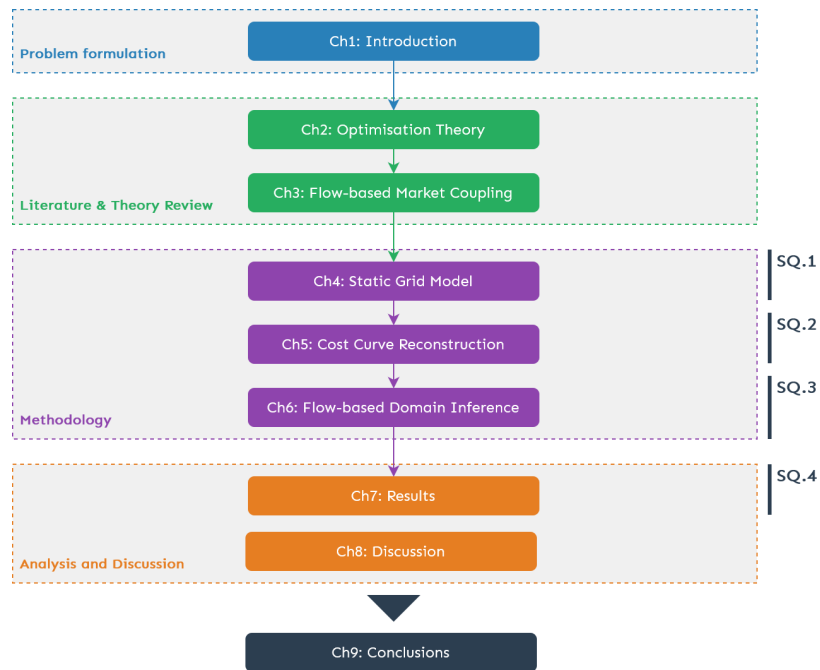 Ch1: Introduction
Problem formulation
Ch2: Optimisation Theory
Ch3: Flow-based Market Coupling
Literature & Theory Review
SQ.1
Ch4: Static Grid Model
SQ.2
Ch5: Cost Curve Reconstruction
SQ.3
Ch6: Flow-based Domain Inference
Methodology
SQ.4
Ch7: Results
Ch8: Discussion
Analysis and Discussion
Ch9: Conclusions